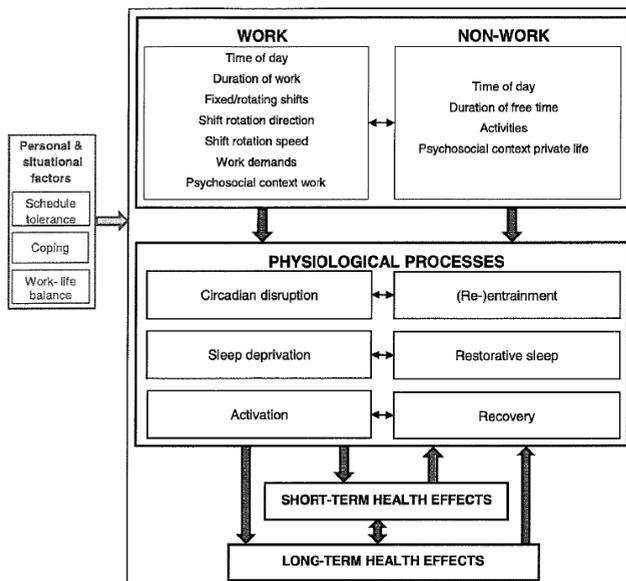 WORK
Time of day
Duration of work
Fixed/rotating shifts
Shift rotation direction
Shift rotation speed
Work demands
Psychosocial context work
NON-WORK
Time of day
Duration of free time
Activities
Psychosocial context private life
Personal &
situational
factors
Schedule
tolerance
Coping
Work- life
balance
PHYSIOLOGICAL PROCESSES
Circadian disruption
(Re-)entrainment
Sleep deprivation
Restorative sleep
Activation
Recovery
SHORT-TERM HEALTH EFFECTS
LONG-TERM HEALTH EFFECTS